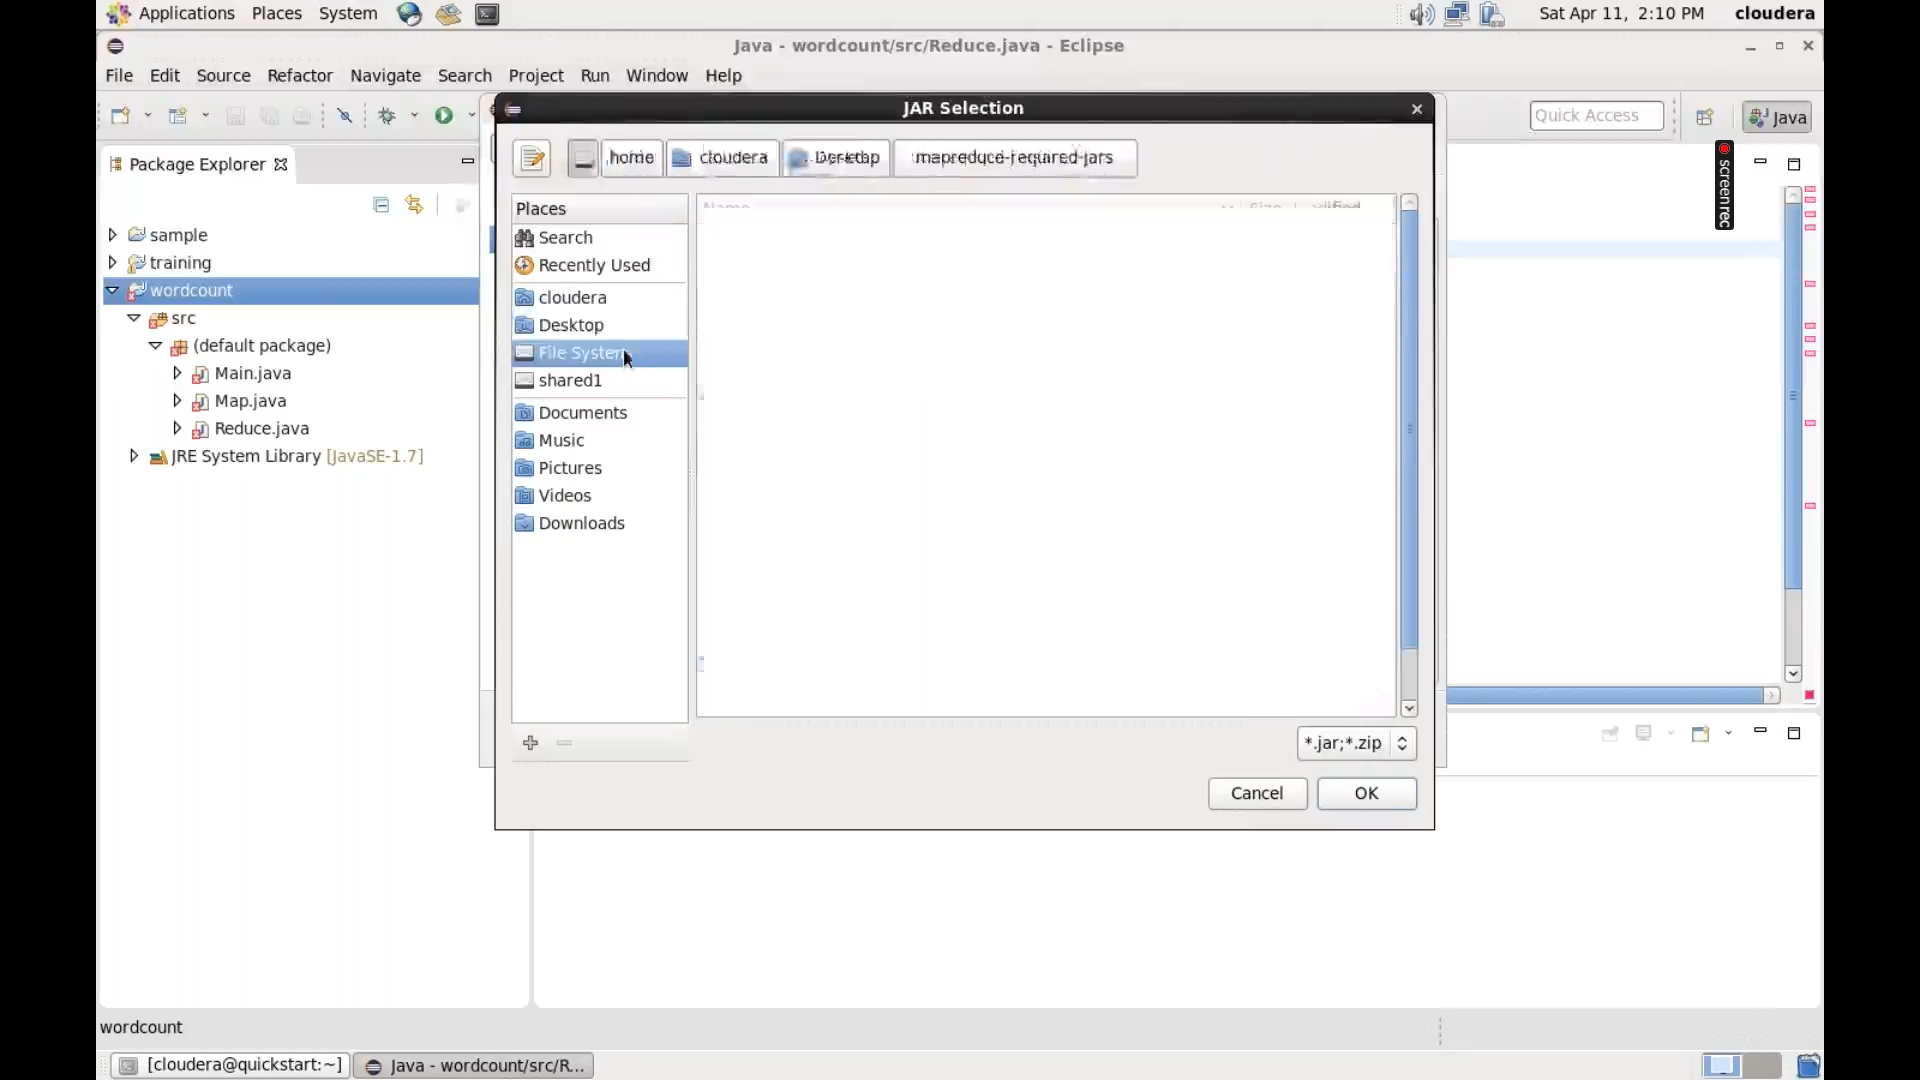 Applications Places System Sat Apr 11, 2:10 PM cloudera
Java - wordcount/src/Reduce.java - Eclipse
File Edit Source Refactor Navigate Search Project Run Window Help
JAR Selection
Quick Access Java
home cloudera Desktop mapreduce-required-jars
Package Explorer
screenrec
Places
Name Size
Search
Recently Used
cloudera
Desktop
File System
shared1
Documents
Music
Pictures
Videos
Downloads
sample
training
wordcount
src
(default package)
Main.java
Map.java
Reduce.java
JRE System Library [JavaSE-1.7]
*.jar;*.zip
Cancel OK
wordcount
[cloudera@quickstart:~] Java - wordcount/src/R...